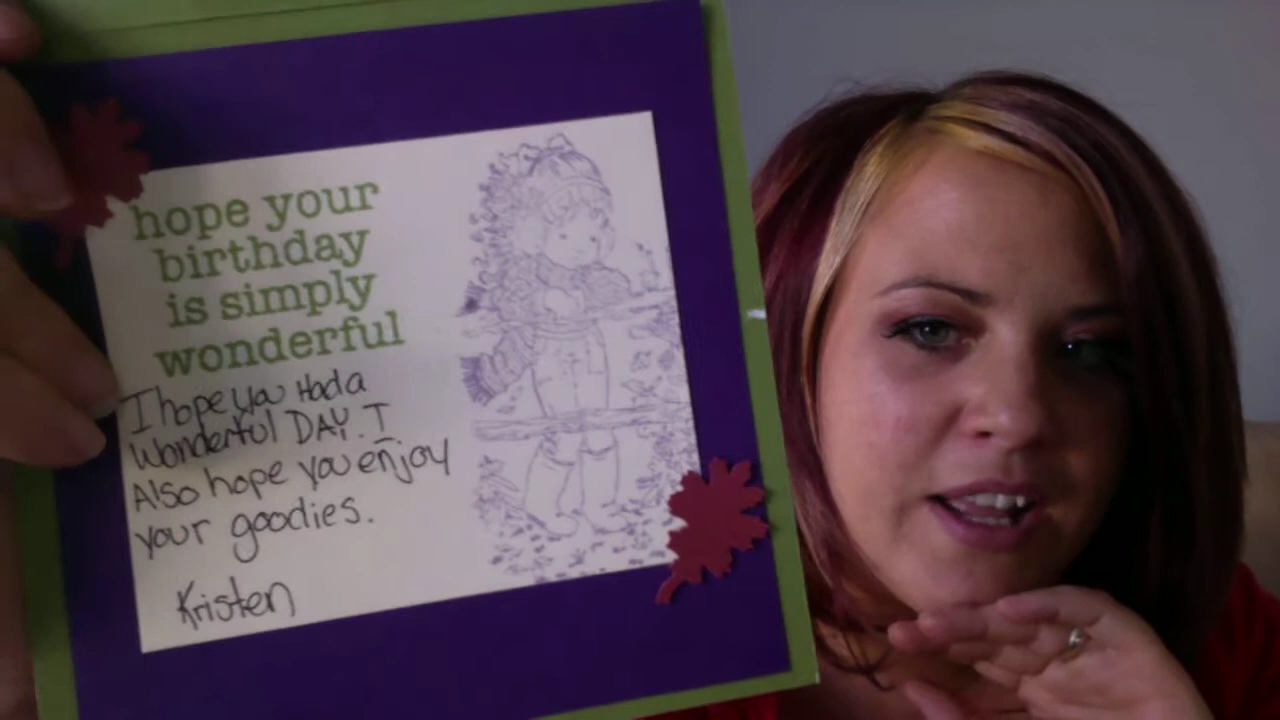 hope your
birthday
is simply
wonderful
I hope you Had a
Wonderful DAY. I
Also hope you enjoy
your goodies.
Kristen